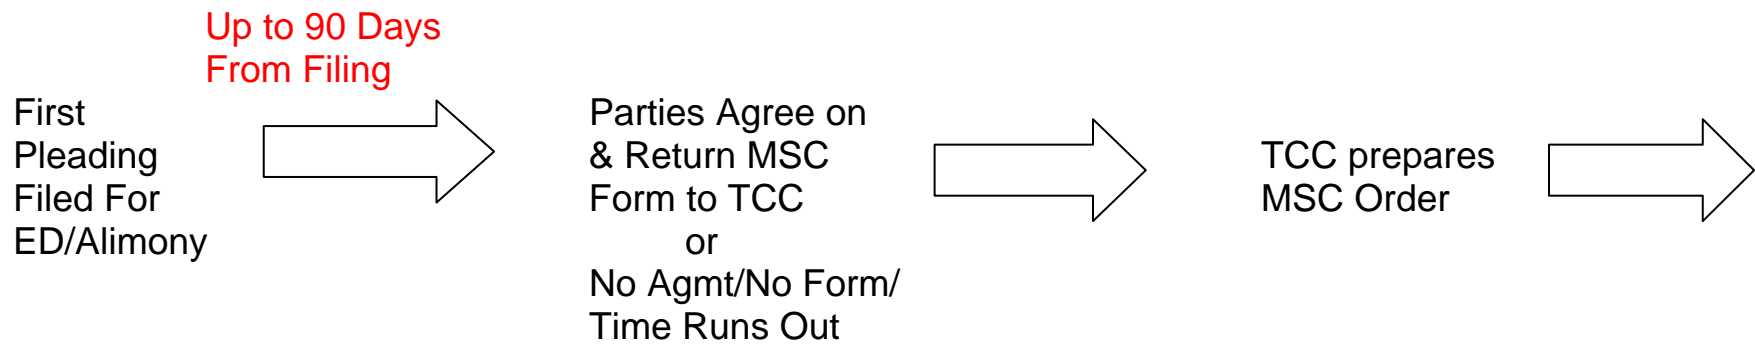 Up to 90 Days
From Filing
First
Pleading
Filed For
ED/Alimony
Parties Agree on
& Return MSC
Form to TCC
or
No Agmt/No Form/
Time Runs Out
TCC prepares
MSC Order